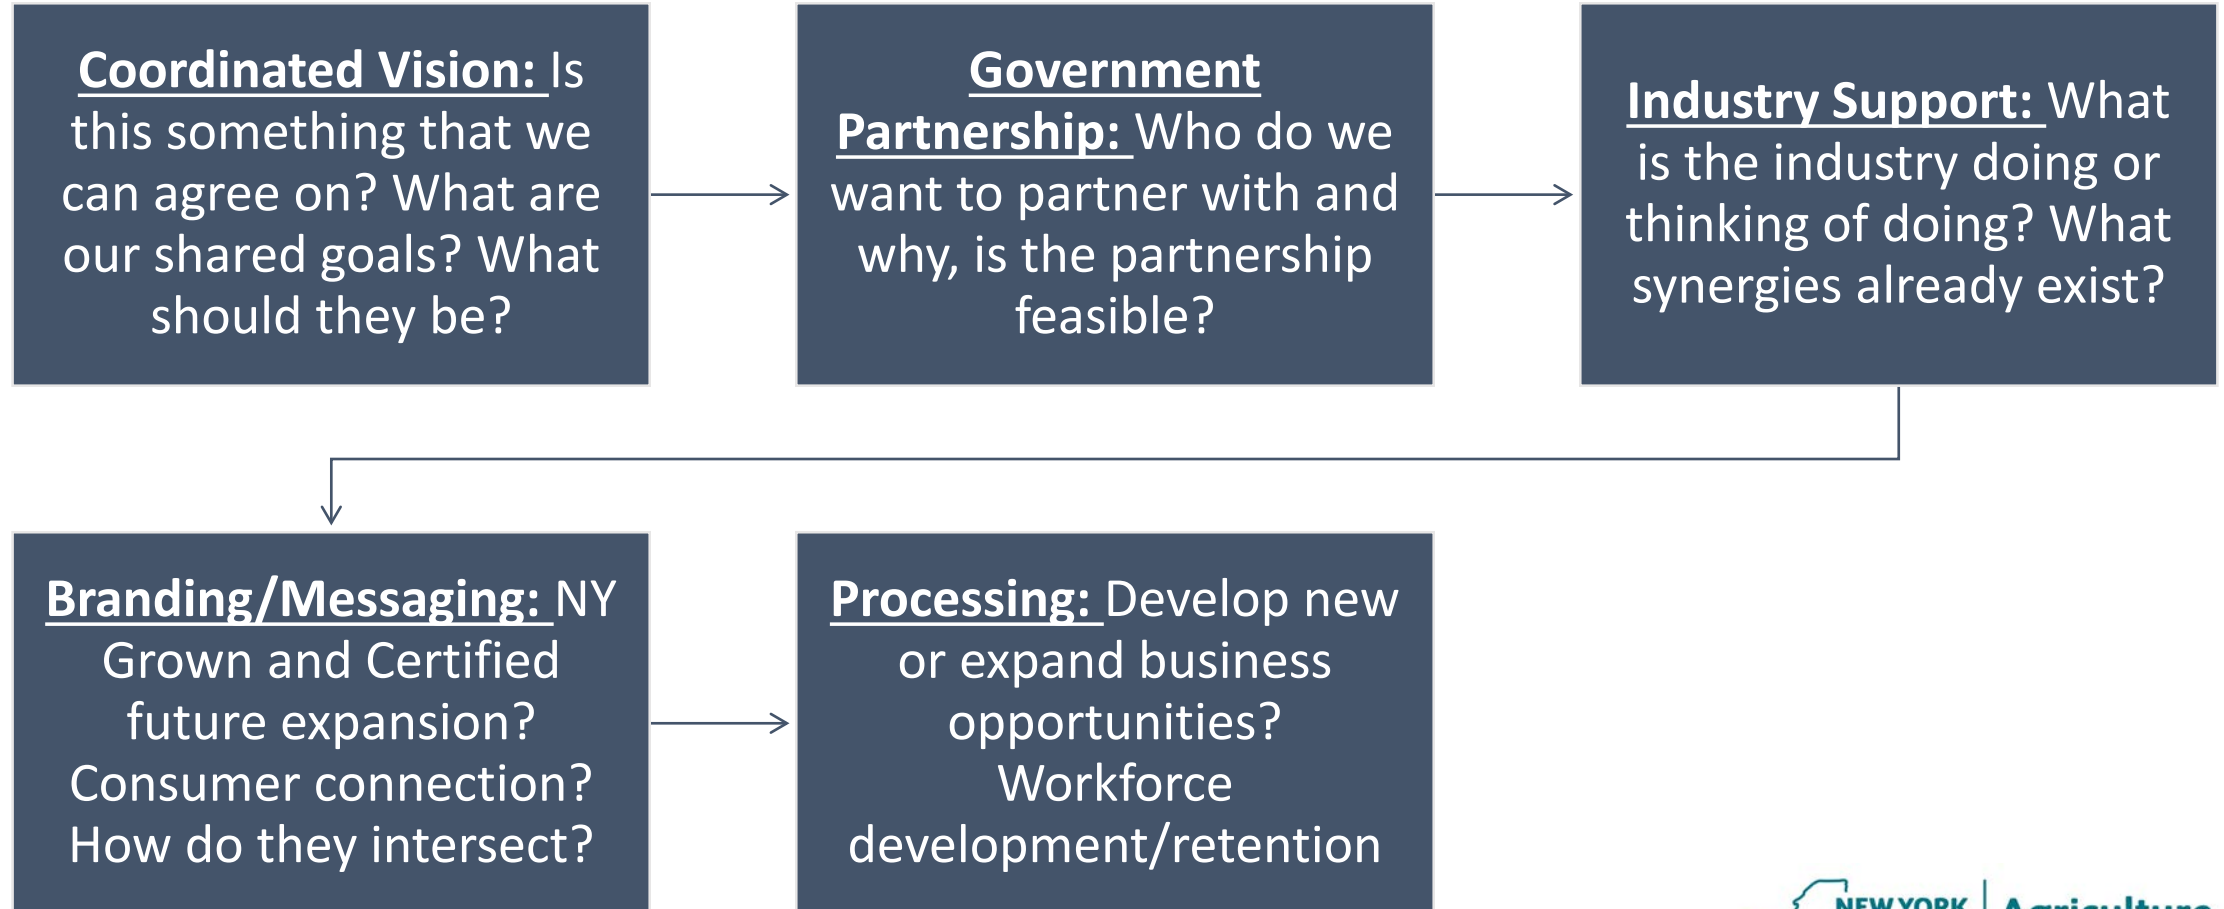 Coordinated Vision: Is
this something that we
can agree on? What are
our shared goals? What
should they be?
Government
Partnership: Who do we
want to partner with and
why, is the partnership
feasible?
Industry Support: What
is the industry doing or
thinking of doing? What
synergies already exist?
Branding/Messaging: NY
Grown and Certified
future expansion?
Consumer connection?
How do they intersect?
Processing: Develop new
or expand business
opportunities?
Workforce
development/retention
NEW YORK
Agriculture